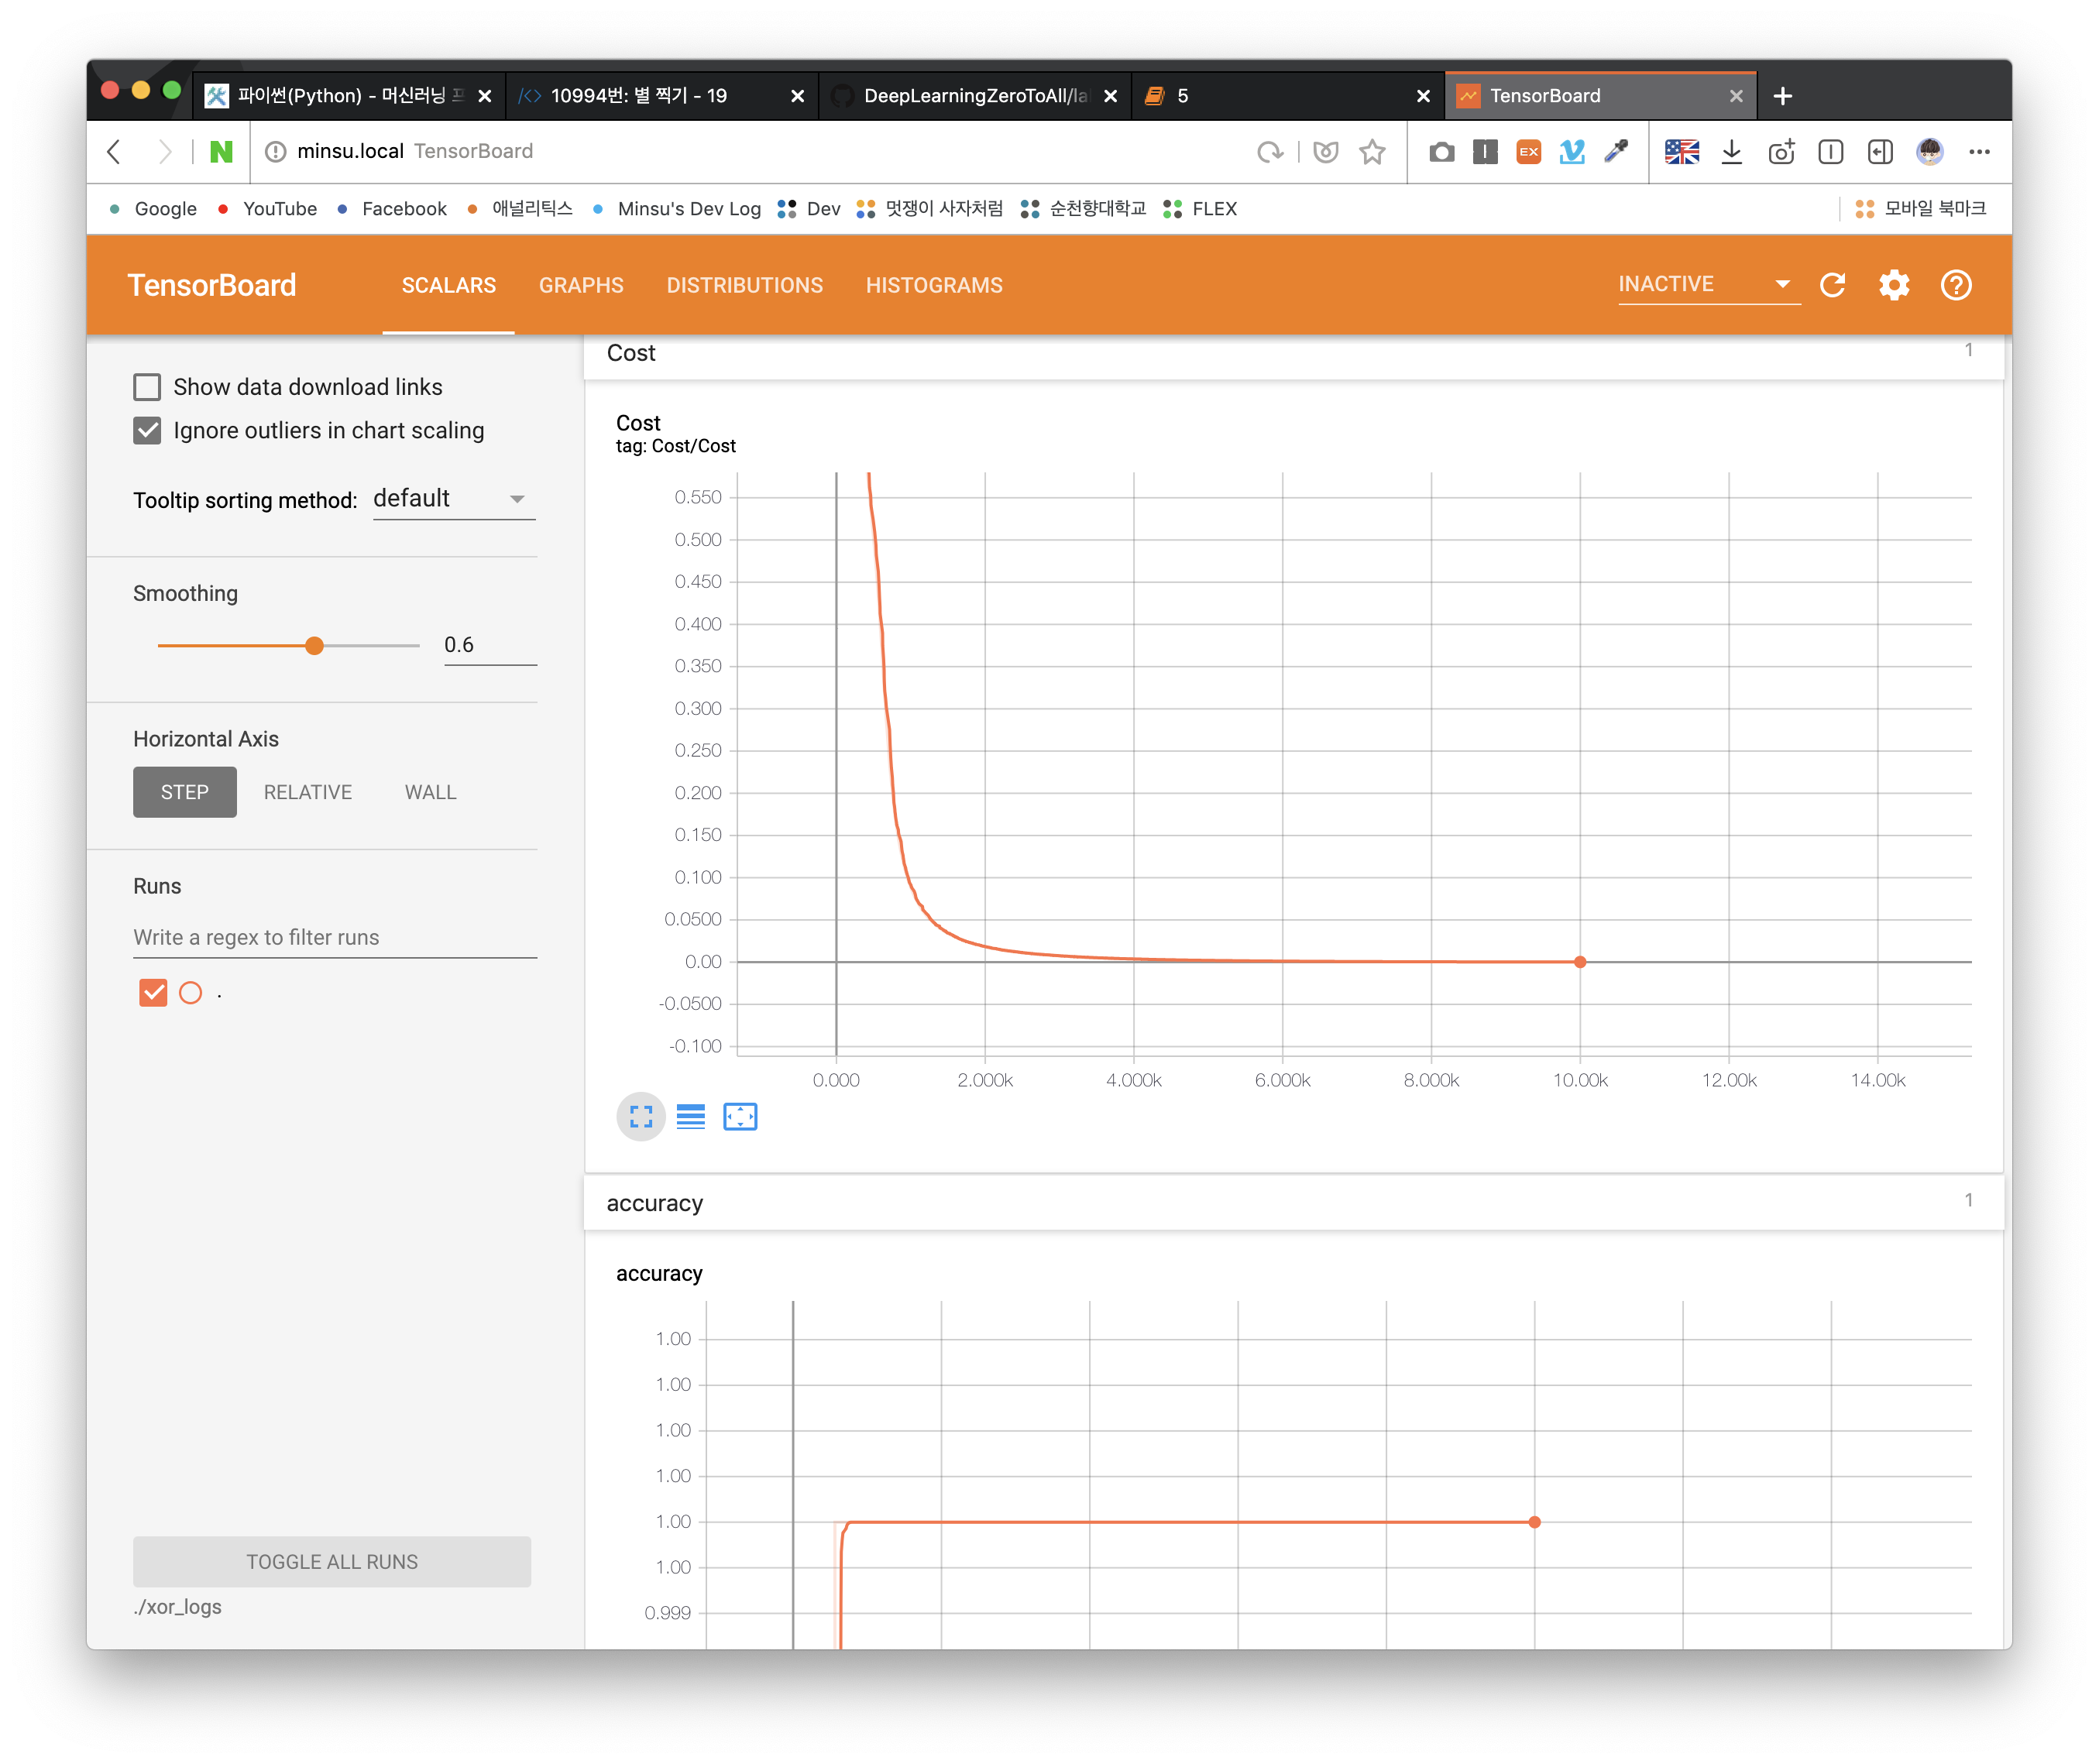 파이썬(Python) - 머신러닝 프
10994번: 별 찍기 - 19
DeepLearningZeroToAll/la
5
TensorBoard
N
minsu.local TensorBoard
EX
Google
YouTube
Facebook
애널리틱스
Minsu's Dev Log
Dev
멋쟁이 사자처럼
순천향대학교
FLEX
모바일 북마크
TensorBoard
SCALARS
GRAPHS
DISTRIBUTIONS
HISTOGRAMS
INACTIVE
Show data download links
Ignore outliers in chart scaling
Tooltip sorting method: default
Smoothing
0.6
Horizontal Axis
STEP
RELATIVE
WALL
Runs
Write a regex to filter runs
.
TOGGLE ALL RUNS
./xor_logs
Cost
1
Cost
tag: Cost/Cost
0.550
0.500
0.450
0.400
0.350
0.300
0.250
0.200
0.150
0.100
0.0500
0.00
-0.0500
-0.100
0.000 2.000k 4.000k 6.000k 8.000k 10.00k 12.00k 14.00k
accuracy
1
accuracy
1.00
1.00
1.00
1.00
1.00
1.00
0.999